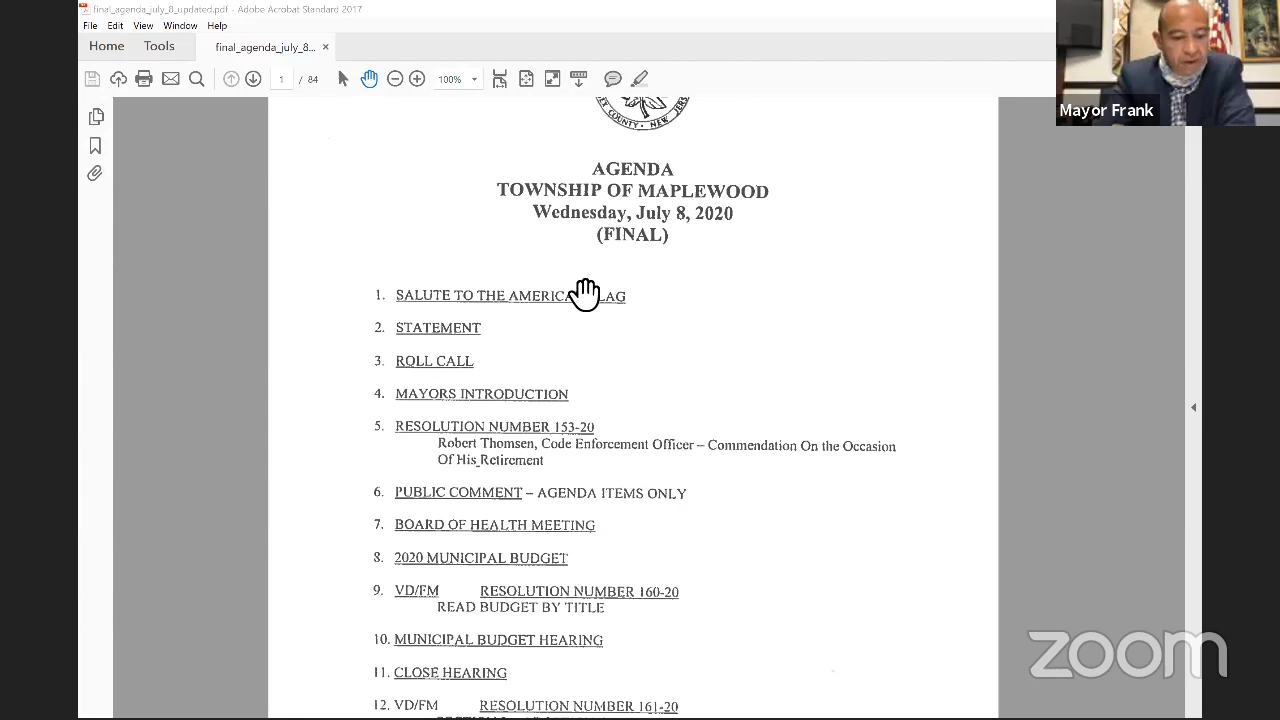 final_agenda_july_8_updated.pdf - Adobe Acrobat Standard 2017
File Edit View Window Help
Home Tools final_agenda_july_8... ×
1 / 84 100%
Mayor Frank
COUNTY · NEW JERSEY
AGENDA
TOWNSHIP OF MAPLEWOOD
Wednesday, July 8, 2020
(FINAL)
1. SALUTE TO THE AMERICA LAG
2. STATEMENT
3. ROLL CALL
4. MAYORS INTRODUCTION
5. RESOLUTION NUMBER 153-20
Robert Thomsen, Code Enforcement Officer – Commendation On the Occasion
Of His Retirement
6. PUBLIC COMMENT – AGENDA ITEMS ONLY
7. BOARD OF HEALTH MEETING
8. 2020 MUNICIPAL BUDGET
9. VD/FM RESOLUTION NUMBER 160-20
READ BUDGET BY TITLE
10. MUNICIPAL BUDGET HEARING
11. CLOSE HEARING
12. VD/FM RESOLUTION NUMBER 161-20
zoom